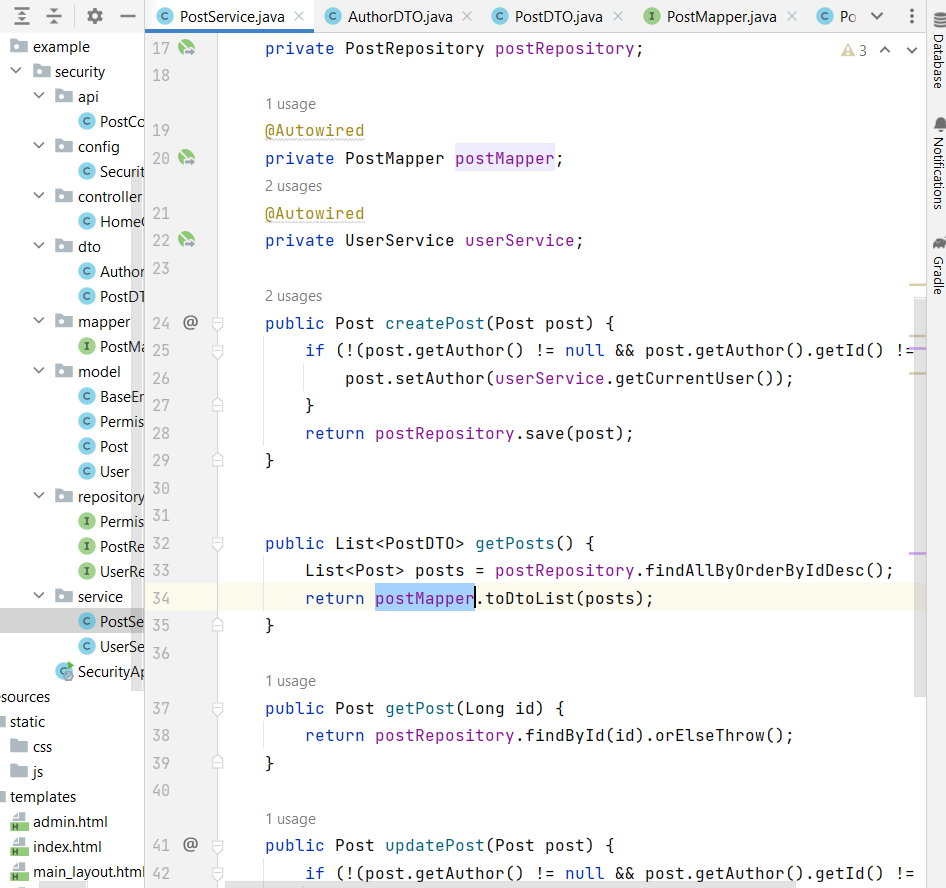 PostService.java
AuthorDTO.java
PostDTO.java
PostMapper.java
Po
example
security
api
PostCo
config
Securit
controller
HomeC
dto
Author
PostDT
mapper
PostMa
model
BaseEn
Permis
Post
User
repository
Permis
PostRe
UserRe
service
PostSe
UserSe
SecurityAp
sources
static
css
js
templates
admin.html
index.html
main_layout.html
17 private PostRepository postRepository;
3
18
1 usage
19 @Autowired
20 private PostMapper postMapper;
2 usages
21 @Autowired
22 private UserService userService;
23
2 usages
24 @ public Post createPost(Post post) {
25 if (!(post.getAuthor() != null && post.getAuthor().getId() !=
26 post.setAuthor(userService.getCurrentUser());
27 }
28 return postRepository.save(post);
29 }
30
31
32 public List<PostDTO> getPosts() {
33 List<Post> posts = postRepository.findAllByOrderByIdDesc();
34 return postMapper.toDtoList(posts);
35 }
36
1 usage
37 public Post getPost(Long id) {
38 return postRepository.findById(id).orElseThrow();
39 }
40
1 usage
41 @ public Post updatePost(Post post) {
42 if (!(post.getAuthor() != null && post.getAuthor().getId() !=
Database
Notifications
Gradle